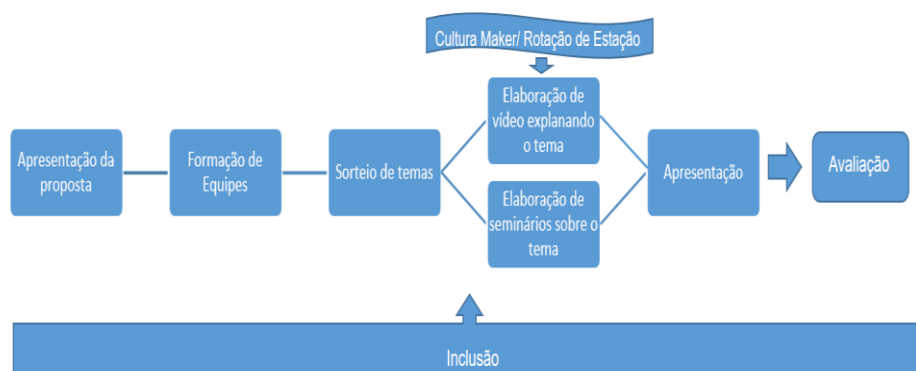 Cultura Maker/ Rotação de Estação
Apresentação da
proposta
Formação de
Equipes
Sorteio de temas
Elaboração de
vídeo explanando
o tema
Elaboração de
seminários sobre o
tema
Apresentação
Avaliação
Inclusão